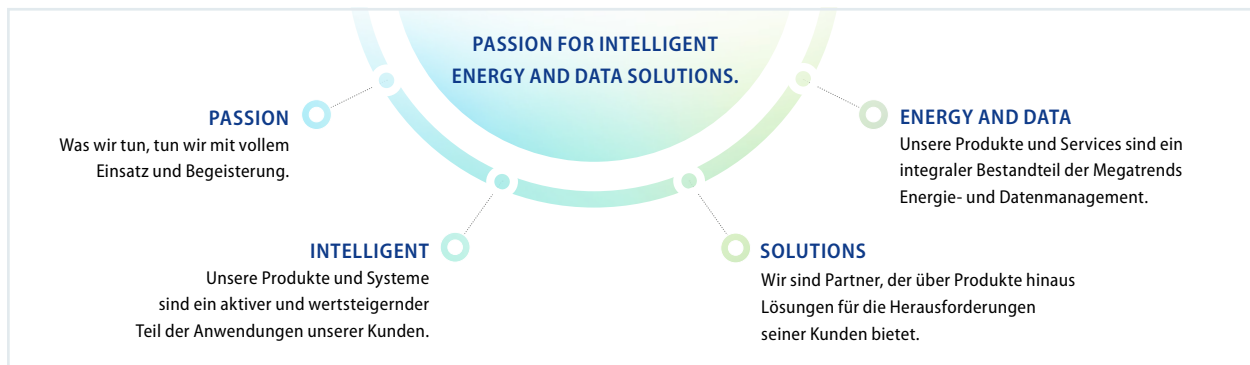 PASSION FOR INTELLIGENT
ENERGY AND DATA SOLUTIONS.
PASSION
Was wir tun, tun wir mit vollem
Einsatz und Begeisterung.
INTELLIGENT
Unsere Produkte und Systeme
sind ein aktiver und wertsteigernder
Teil der Anwendungen unserer Kunden.
SOLUTIONS
Wir sind Partner, der über Produkte hinaus
Lösungen für die Herausforderungen
seiner Kunden bietet.
ENERGY AND DATA
Unsere Produkte und Services sind ein
integraler Bestandteil der Megatrends
Energie- und Datenmanagement.